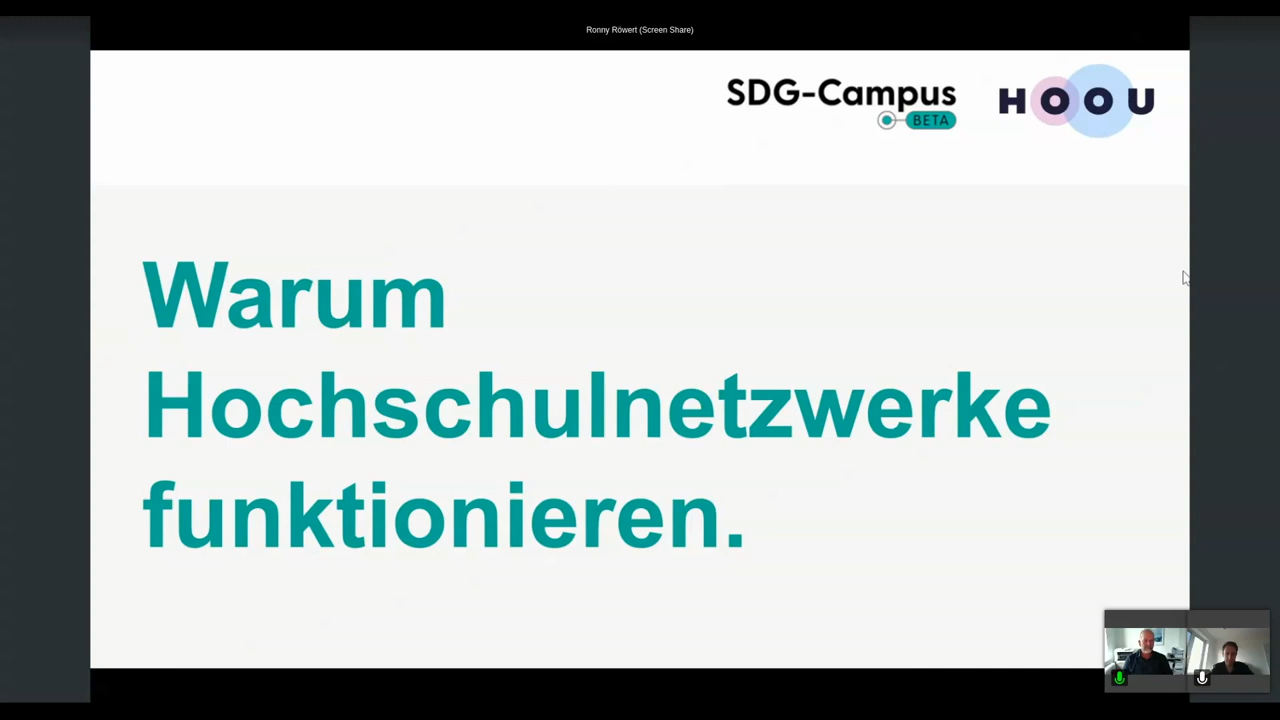 Ronny Röwert (Screen Share)
SDG-Campus
BETA
HOOU
Warum
Hochschulnetzwerke
funktionieren.